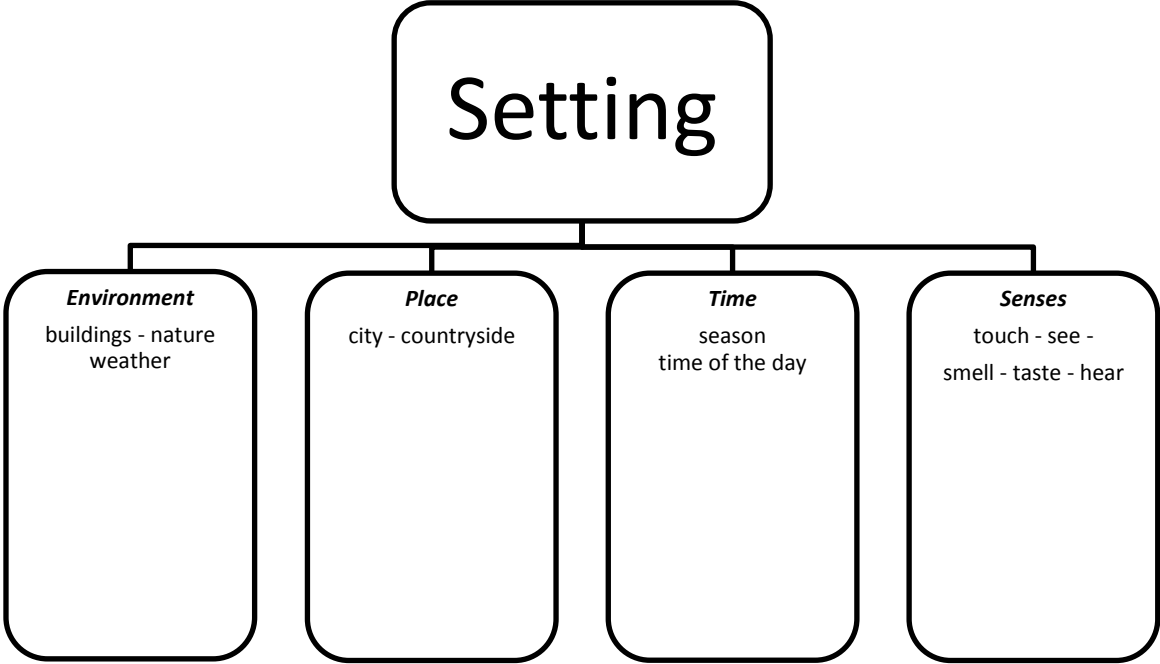 Setting
Environment
buildings - nature
weather
Place
city - countryside
Time
season
time of the day
Senses
touch - see -
smell - taste - hear